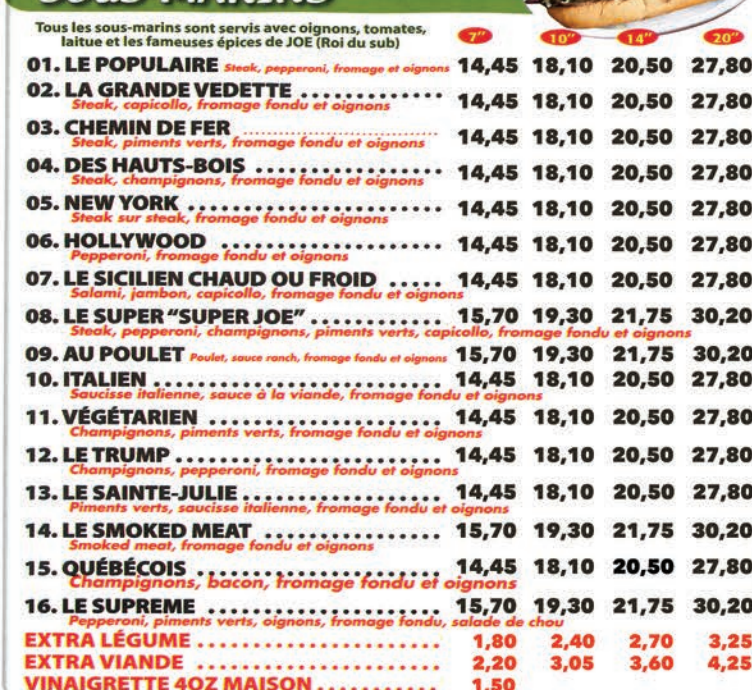 SOUS-MARINS
Tous les sous-marins sont servis avec oignons, tomates,
laitue et les fameuses épices de JOE (Roi du sub)
7" 10" 14" 20"
01. LE POPULAIRE Steak, pepperoni, fromage et oignons 14,45 18,10 20,50 27,80
02. LA GRANDE VEDETTE .............. 14,45 18,10 20,50 27,80
Steak, capicollo, fromage fondu et oignons
03. CHEMIN DE FER .............. 14,45 18,10 20,50 27,80
Steak, piments verts, fromage fondu et oignons
04. DES HAUTS-BOIS .............. 14,45 18,10 20,50 27,80
Steak, champignons, fromage fondu et oignons
05. NEW YORK .............. 14,45 18,10 20,50 27,80
Steak sur steak, fromage fondu et oignons
06. HOLLYWOOD .............. 14,45 18,10 20,50 27,80
Pepperoni, fromage fondu et oignons
07. LE SICILIEN CHAUD OU FROID ..... 14,45 18,10 20,50 27,80
Salami, jambon, capicollo, fromage fondu et oignons
08. LE SUPER "SUPER JOE" ............ 15,70 19,30 21,75 30,20
Steak, pepperoni, champignons, piments verts, capicollo, fromage fondu et oignons
09. AU POULET Poulet, sauce ranch, fromage fondu et oignons 15,70 19,30 21,75 30,20
10. ITALIEN .............. 14,45 18,10 20,50 27,80
Saucisse italienne, sauce à la viande, fromage fondu et oignons
11. VÉGÉTARIEN .............. 14,45 18,10 20,50 27,80
Champignons, piments verts, fromage fondu et oignons
12. LE TRUMP .............. 14,45 18,10 20,50 27,80
Champignons, pepperoni, fromage fondu et oignons
13. LE SAINTE-JULIE .............. 14,45 18,10 20,50 27,80
Piments verts, saucisse italienne, fromage fondu et oignons
14. LE SMOKED MEAT .............. 15,70 19,30 21,75 30,20
Smoked meat, fromage fondu et oignons
15. QUÉBÉCOIS .............. 14,45 18,10 20,50 27,80
Champignons, bacon, fromage fondu et oignons
16. LE SUPREME .............. 15,70 19,30 21,75 30,20
Pepperoni, piments verts, oignons, fromage fondu, salade de chou
EXTRA LÉGUME .............. 1,80 2,40 2,70 3,25
EXTRA VIANDE .............. 2,20 3,05 3,60 4,25
VINAIGRETTE 4OZ MAISON ........... 1,50